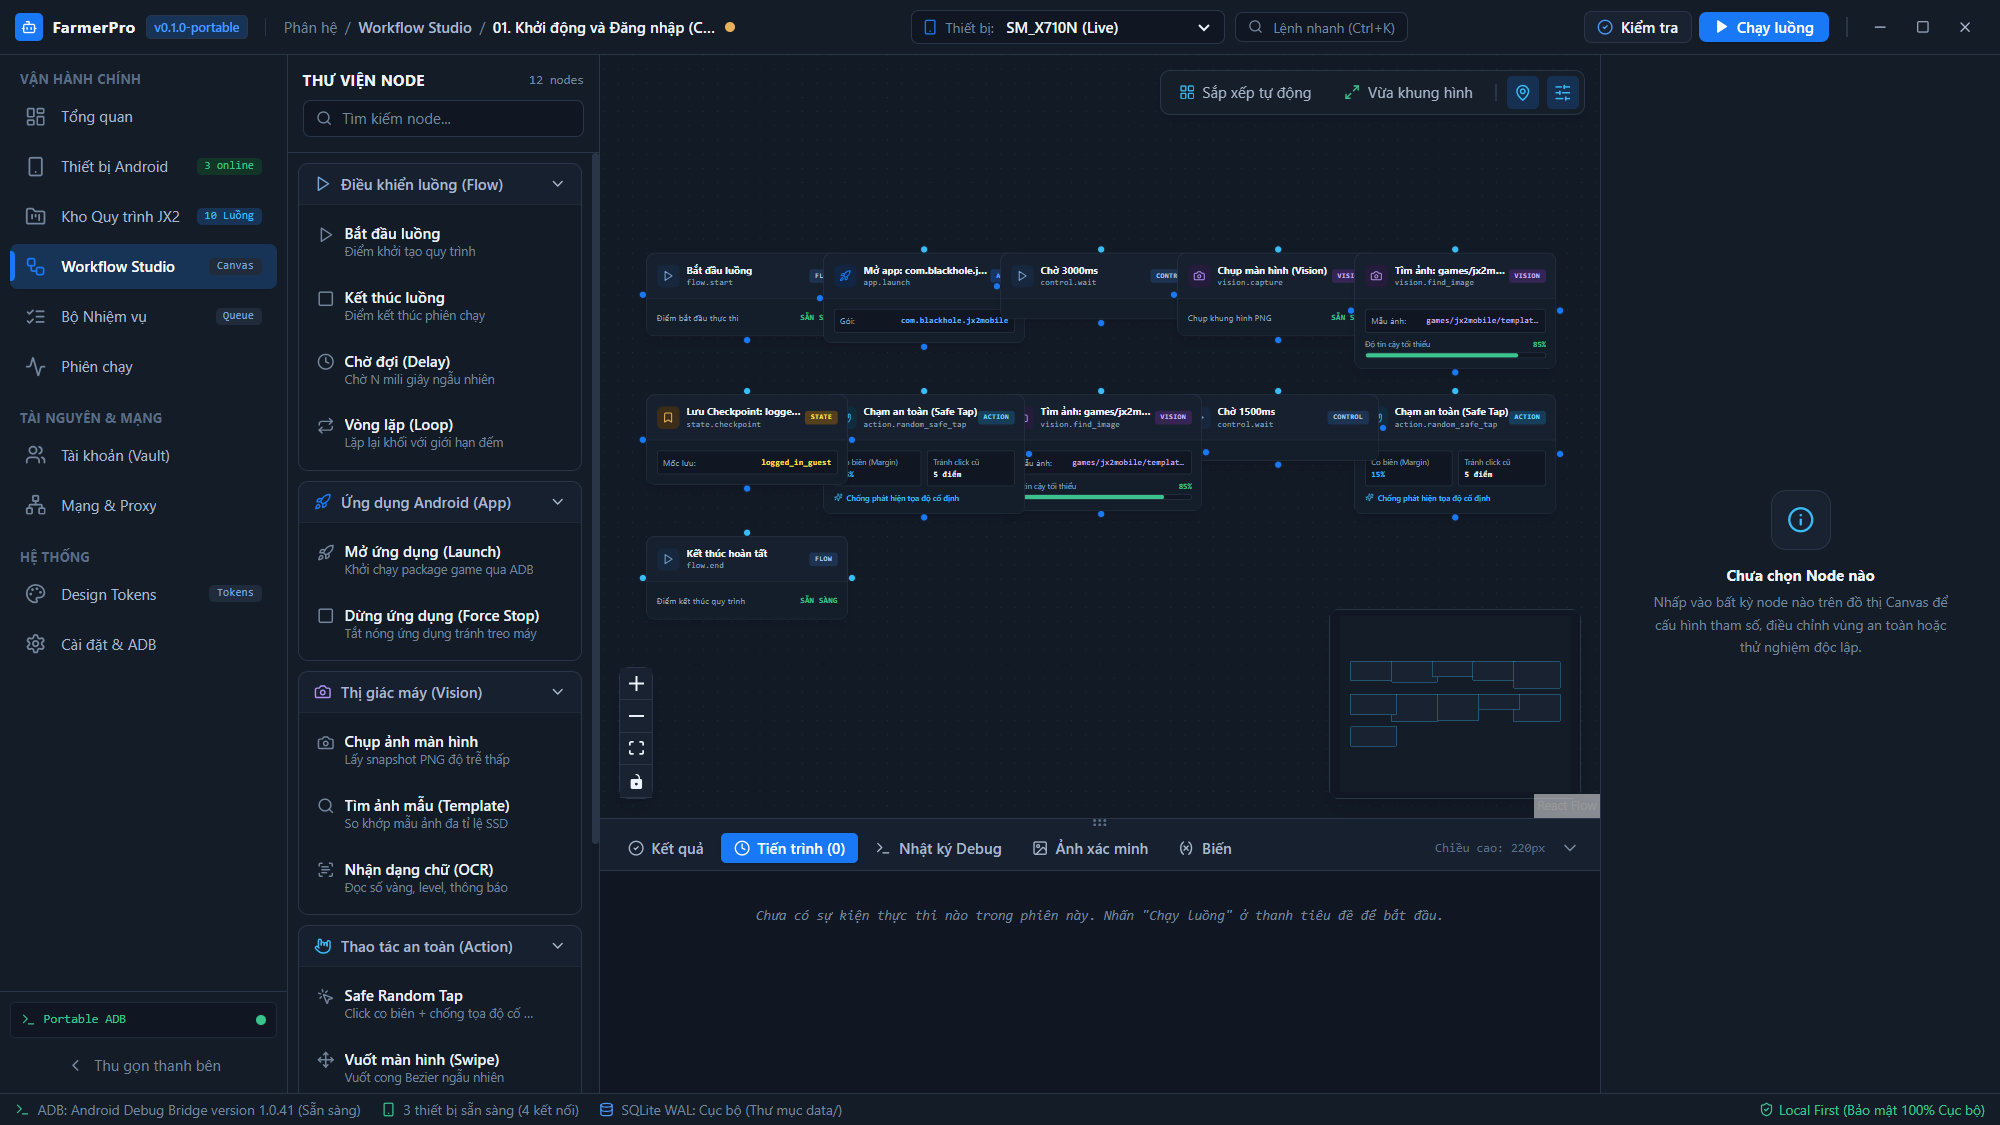 FarmerPro v0.1.0-portable Phân hệ / Workflow Studio / 01. Khởi động và Đăng nhập (C...
Thiết bị: SM_X710N (Live)
Lệnh nhanh (Ctrl+K)
Kiểm tra
Chạy luồng
VẬN HÀNH CHÍNH
Tổng quan
Thiết bị Android 3 online
Kho Quy trình JX2 10 Luồng
Workflow Studio Canvas
Bộ Nhiệm vụ Queue
Phiên chạy
TÀI NGUYÊN & MẠNG
Tài khoản (Vault)
Mạng & Proxy
HỆ THỐNG
Design Tokens Tokens
Cài đặt & ADB
Portable ADB
Thu gọn thanh bên
THƯ VIỆN NODE 12 nodes
Tìm kiếm node...
Điều khiển luồng (Flow)
Bắt đầu luồng
Điểm khởi tạo quy trình
Kết thúc luồng
Điểm kết thúc phiên chạy
Chờ đợi (Delay)
Chờ N mili giây ngẫu nhiên
Vòng lặp (Loop)
Lặp lại khối với giới hạn đếm
Ứng dụng Android (App)
Mở ứng dụng (Launch)
Khởi chạy package game qua ADB
Dừng ứng dụng (Force Stop)
Tắt nóng ứng dụng tránh treo máy
Thị giác máy (Vision)
Chụp ảnh màn hình
Lấy snapshot PNG độ trễ thấp
Tìm ảnh mẫu (Template)
So khớp mẫu ảnh đa tỉ lệ SSD
Nhận dạng chữ (OCR)
Đọc số vàng, level, thông báo
Thao tác an toàn (Action)
Safe Random Tap
Click co biên + chống tọa độ cố ...
Vuốt màn hình (Swipe)
Vuốt cong Bezier ngẫu nhiên
Sắp xếp tự động
Vừa khung hình
Bắt đầu luồng FL
flow.start
Điểm bắt đầu thực thi SẴN S
Mở app: com.blackhole.j... A
app.launch
Gói: com.blackhole.jx2mobile
Chờ 3000ms CONTR
control.wait
Chụp màn hình (Vision) VISI
vision.capture
Chụp khung hình PNG SẴN S
Tìm ảnh: games/jx2m... VISION
vision.find_image
Mẫu ảnh: games/jx2mobile/templat...
Độ tin cậy tối thiểu 85%
Lưu Checkpoint: logge... STATE
state.checkpoint
Mốc lưu: logged_in_guest
Chạm an toàn (Safe Tap) ACTION
action.random_safe_tap
o biên (Margin)
5%
Tránh click cũ
5 điểm
Chống phát hiện tọa độ cố định
Tìm ảnh: games/jx2m... VISION
vision.find_image
ẫu ảnh: games/jx2mobile/templat...
tin cậy tối thiểu 85%
Chờ 1500ms CONTROL
control.wait
Chạm an toàn (Safe Tap) ACTION
action.random_safe_tap
Co biên (Margin)
15%
Tránh click cũ
5 điểm
Chống phát hiện tọa độ cố định
Kết thúc hoàn tất FLOW
flow.end
Điểm kết thúc quy trình SẴN SÀNG
React Flow
Kết quả
Tiến trình (0)
Nhật ký Debug
Ảnh xác minh
Biến
Chiều cao: 220px
Chưa có sự kiện thực thi nào trong phiên này. Nhấn "Chạy luồng" ở thanh tiêu đề để bắt đầu.
Chưa chọn Node nào
Nhấp vào bất kỳ node nào trên đồ thị Canvas để
cấu hình tham số, điều chỉnh vùng an toàn hoặc
thử nghiệm độc lập.
ADB: Android Debug Bridge version 1.0.41 (Sẵn sàng)
3 thiết bị sẵn sàng (4 kết nối)
SQLite WAL: Cục bộ (Thư mục data/)
Local First (Bảo mật 100% Cục bộ)